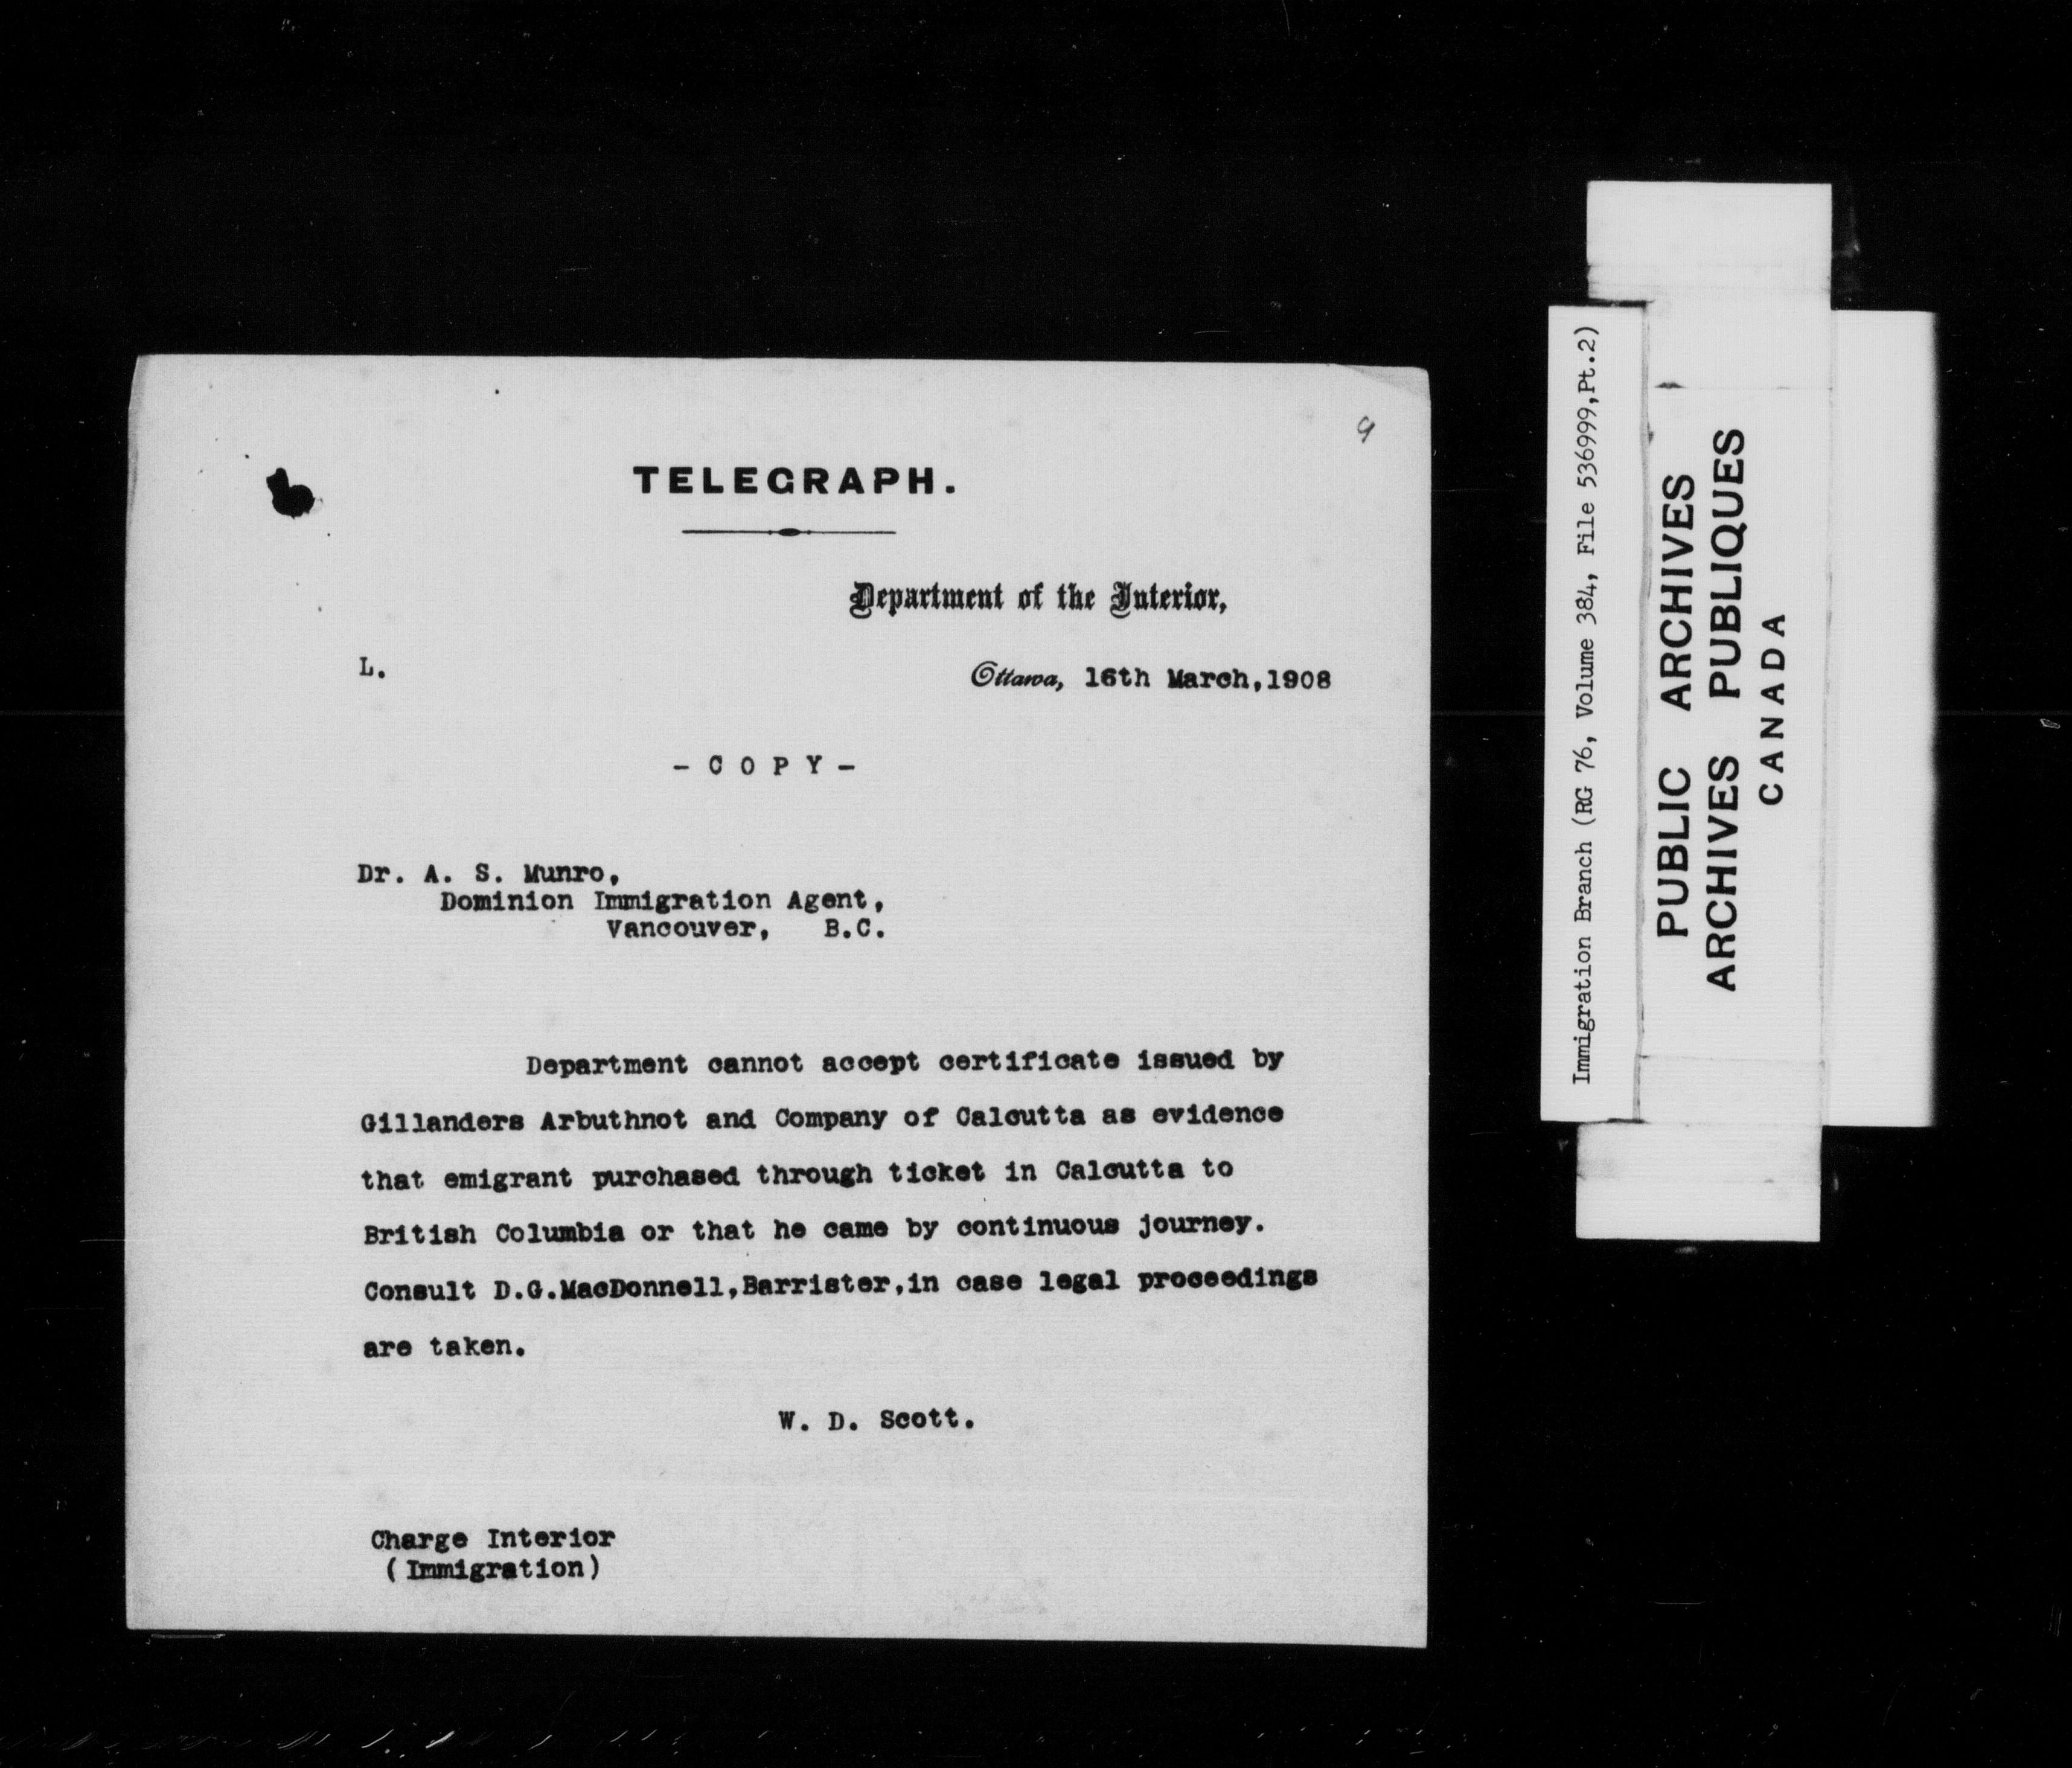 9
TELEGRAPH.
Department of the Interior,
L.
Ottawa, 16th March,1908
- C O P Y -
Dr. A. S. Munro,
Dominion Immigration Agent,
Vancouver, B.C.
Department cannot accept certificate issued by
Gillanders Arbuthnot and Company of Calcutta as evidence
that emigrant purchased through ticket in Calcutta to
British Columbia or that he came by continuous journey.
Consult D.G.MacDonnell,Barrister,in case legal proceedings
are taken.
W. D. Scott.
Charge Interior
(Immigration)
Immigration Branch (RG 76, Volume 384, File 536999,Pt.2)
PUBLIC ARCHIVES
ARCHIVES PUBLIQUES
CANADA